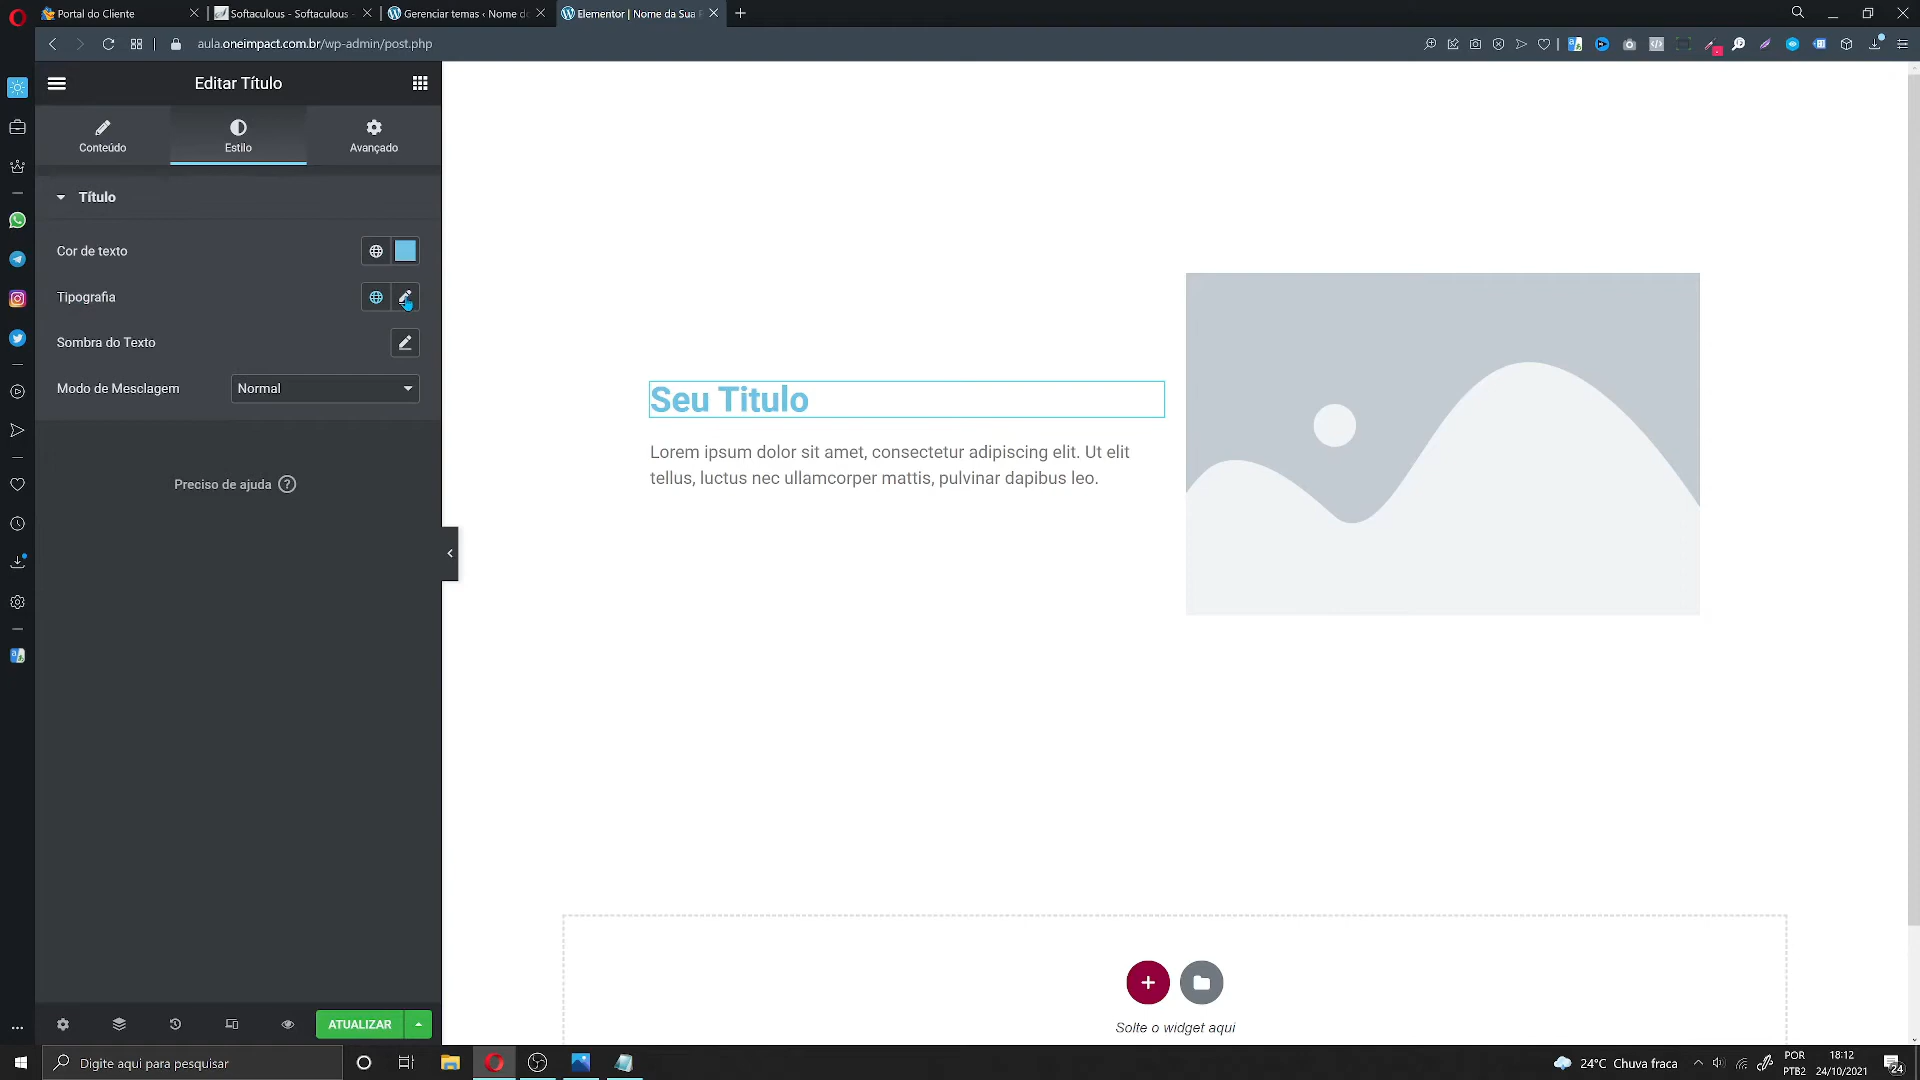 Portal do Cliente
Softaculous - Softaculous -
Gerenciar temas ‹ Nome d
Elementor | Nome da Sua
aula.oneimpact.com.br/wp-admin/post.php
Editar Título
Conteúdo
Estilo
Avançado
Título
Cor de texto
Tipografia
Sombra do Texto
Modo de Mesclagem
Normal
Preciso de ajuda
Seu Titulo
Lorem ipsum dolor sit amet, consectetur adipiscing elit. Ut elit
tellus, luctus nec ullamcorper mattis, pulvinar dapibus leo.
Solte o widget aqui
ATUALIZAR
Digite aqui para pesquisar
24°C Chuva fraca
POR
PTB2
18:12
24/10/2021
24